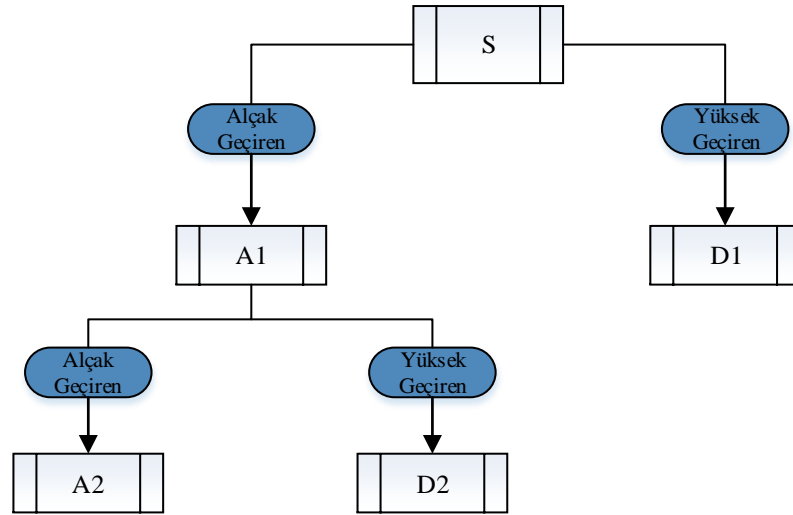 S
Alçak
Geçiren
Yüksek
Geçiren
A1
D1
Alçak
Geçiren
Yüksek
Geçiren
A2
D2